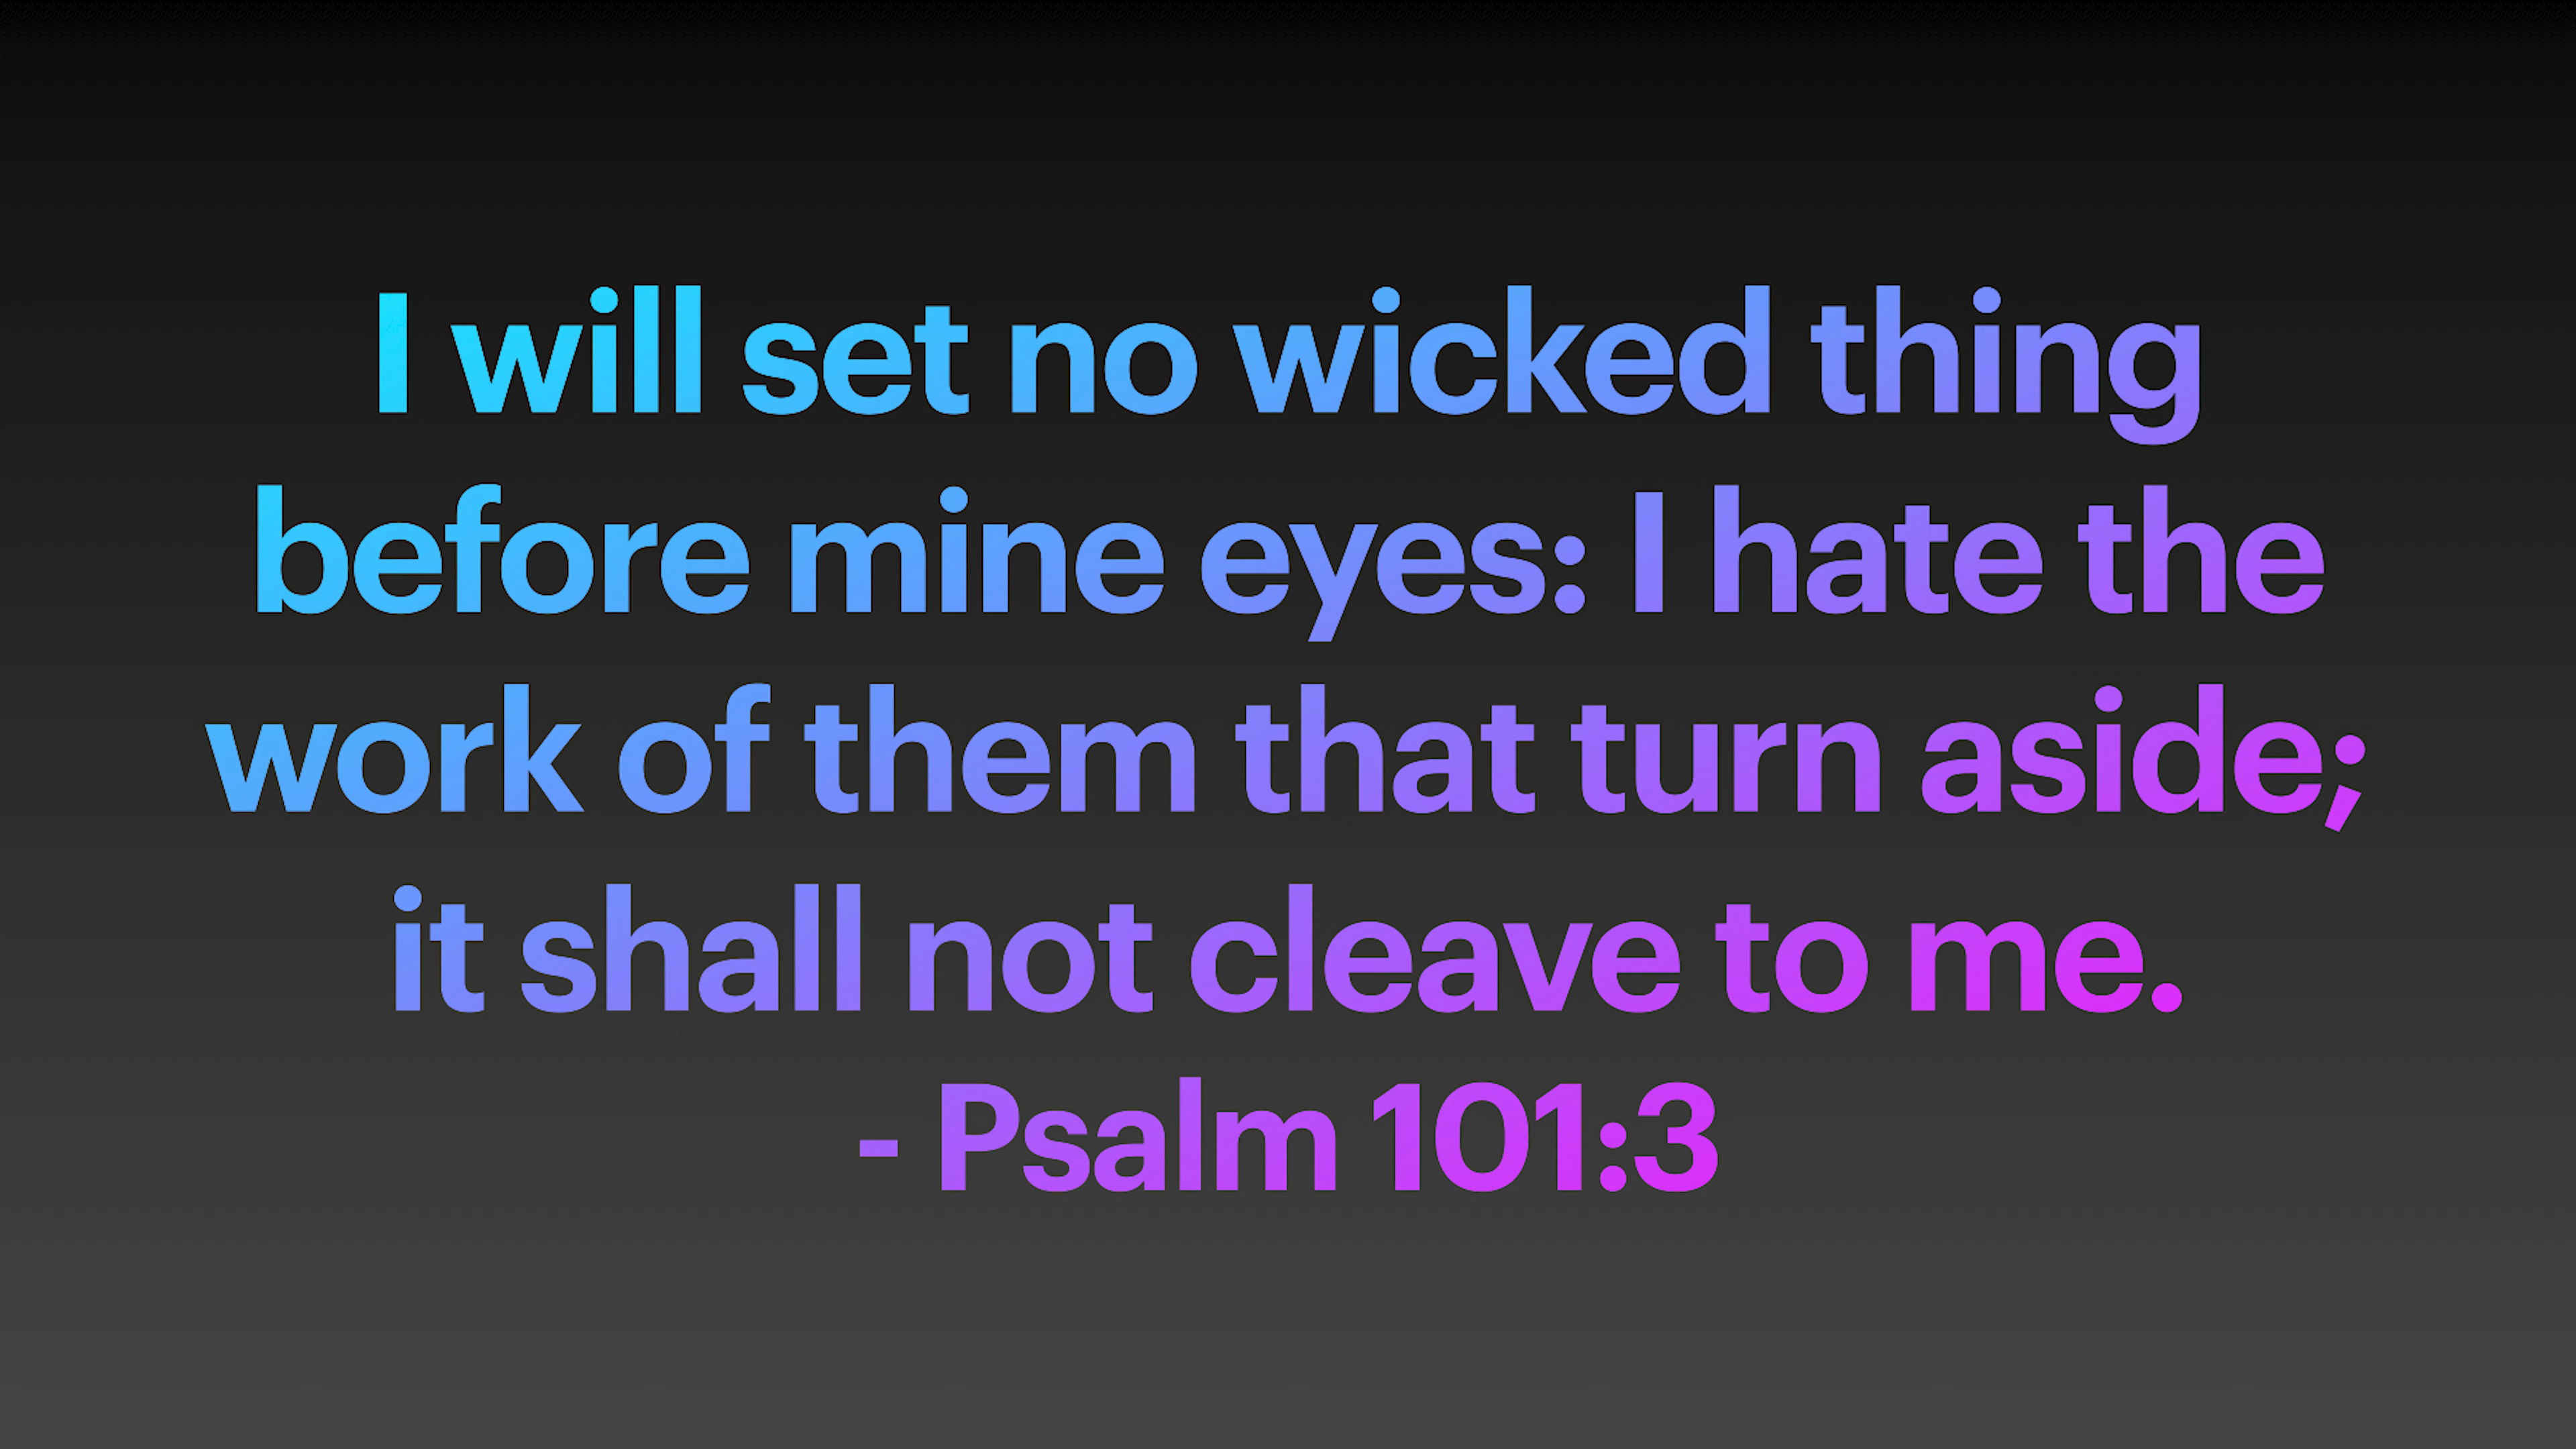 I will set no wicked thing
before mine eyes: I hate the
work of them that turn aside;
it shall not cleave to me.
- Psalm 101:3